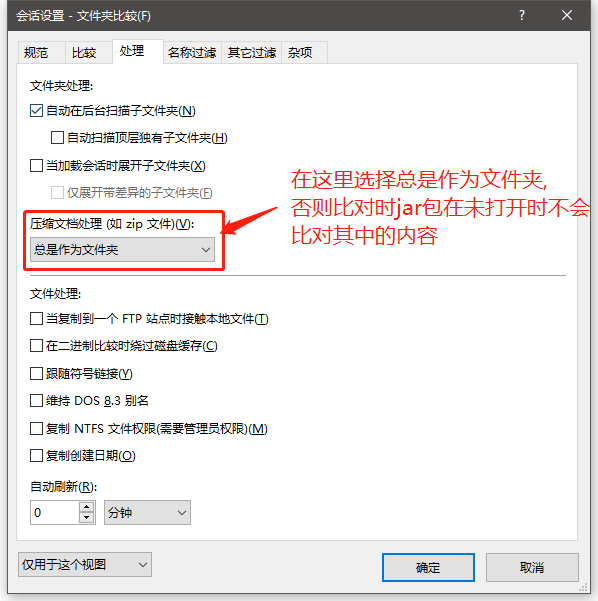 会话设置 - 文件夹比较(F)
规范 比较 处理 名称过滤 其它过滤 杂项
文件夹处理:
自动在后台扫描子文件夹(N)
自动扫描顶层独有子文件夹(H)
当加载会话时展开子文件夹(X)
仅展开带差异的子文件夹(F)
压缩文档处理 (如 zip 文件)(V):
总是作为文件夹
在这里选择总是作为文件夹,
否则比对时jar包在未打开时不会
比对其中的内容
文件处理:
当复制到一个 FTP 站点时接触本地文件(T)
在二进制比较时绕过磁盘缓存(C)
跟随符号链接(Y)
维持 DOS 8.3 别名
复制 NTFS 文件权限(需要管理员权限)(M)
复制创建日期(O)
自动刷新(R):
0 分钟
仅用于这个视图 确定 取消